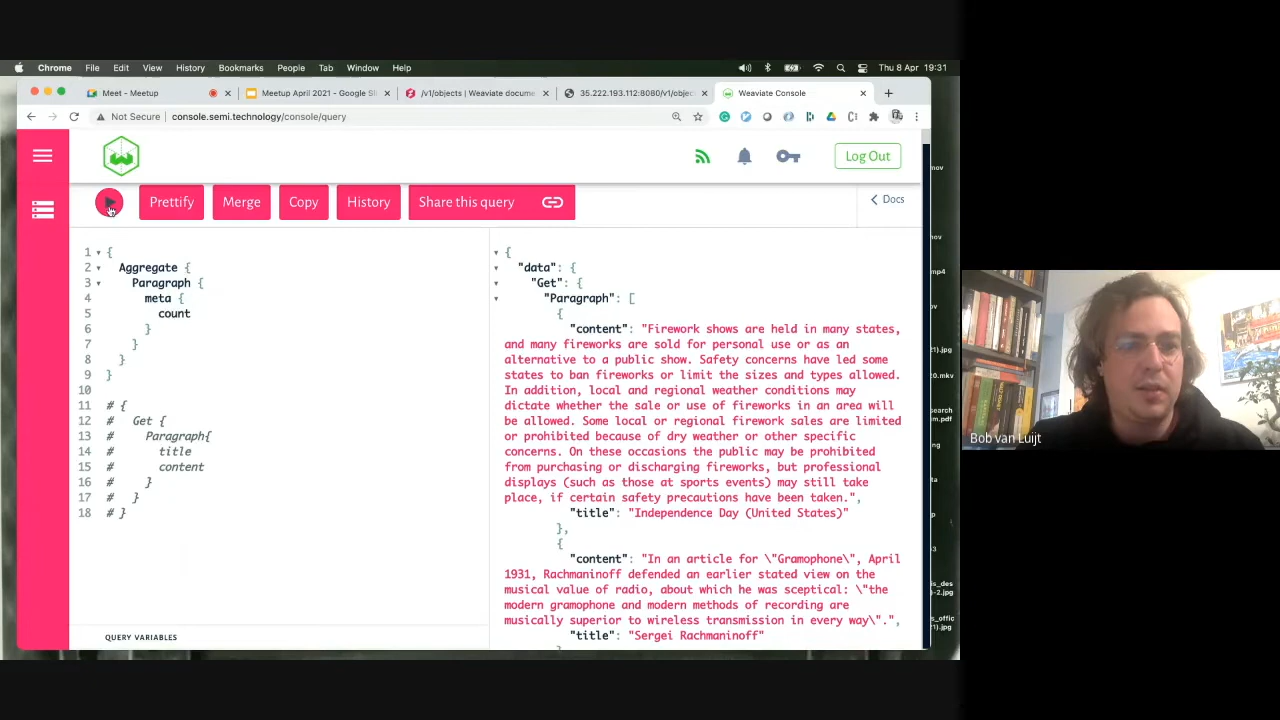 Chrome File Edit View History Bookmarks People Tab Window Help Thu 8 Apr 19:31
Meet - Meetup
Meetup April 2021 - Google Sli
/v1/objects | Weaviate docume
35.222.193.112:8080/v1/objec
Weaviate Console
Not Secure | console.semi.technology/console/query
Log Out
Prettify Merge Copy History Share this query Docs
1 {
2 Aggregate {
3 Paragraph {
4 meta {
5 count
6 }
7 }
8 }
9 }
10
11 # {
12 # Get {
13 # Paragraph{
14 # title
15 # content
16 # }
17 # }
18 # }
QUERY VARIABLES
{
"data": {
"Get": {
"Paragraph": [
{
"content": "Firework shows are held in many states,
and many fireworks are sold for personal use or as an
alternative to a public show. Safety concerns have led some
states to ban fireworks or limit the sizes and types allowed.
In addition, local and regional weather conditions may
dictate whether the sale or use of fireworks in an area will
be allowed. Some local or regional firework sales are limited
or prohibited because of dry weather or other specific
concerns. On these occasions the public may be prohibited
from purchasing or discharging fireworks, but professional
displays (such as those at sports events) may still take
place, if certain safety precautions have been taken.",
"title": "Independence Day (United States)"
},
{
"content": "In an article for \"Gramophone\", April
1931, Rachmaninoff defended an earlier stated view on the
musical value of radio, about which he was sceptical: \"the
modern gramophone and modern methods of recording are
musically superior to wireless transmission in every way\".",
"title": "Sergei Rachmaninoff"
Bob van Luijt